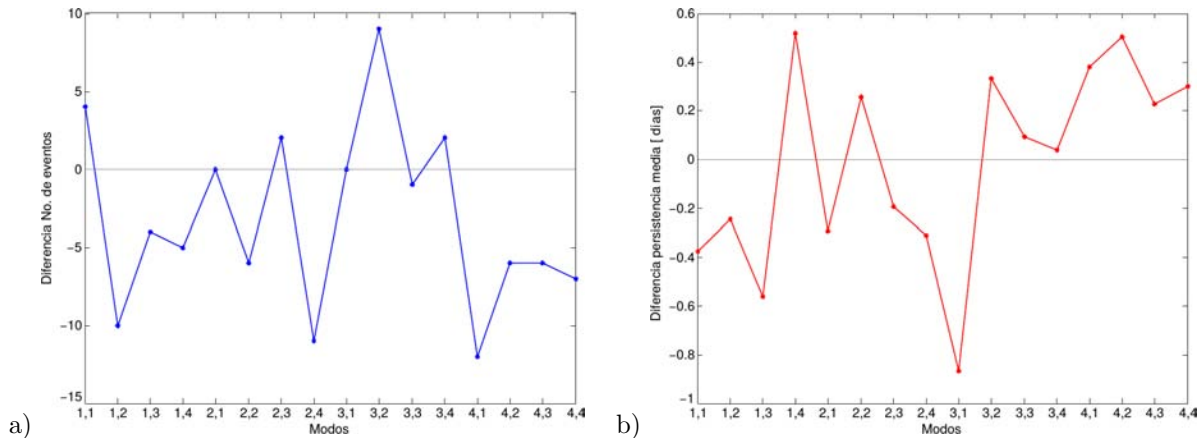 10
5
0
−5
−10
−15
Diferencia No. de eventos
1,1 1,2 1,3 1,4 2,1 2,2 2,3 2,4 3,1 3,2 3,3 3,4 4,1 4,2 4,3 4,4
Modos
a)
0.6
0.4
0.2
0
−0.2
−0.4
−0.6
−0.8
−1
Diferencia persistencia media [ dias]
1,1 1,2 1,3 1,4 2,1 2,2 2,3 2,4 3,1 3,2 3,3 3,4 4,1 4,2 4,3 4,4
Modos
b)